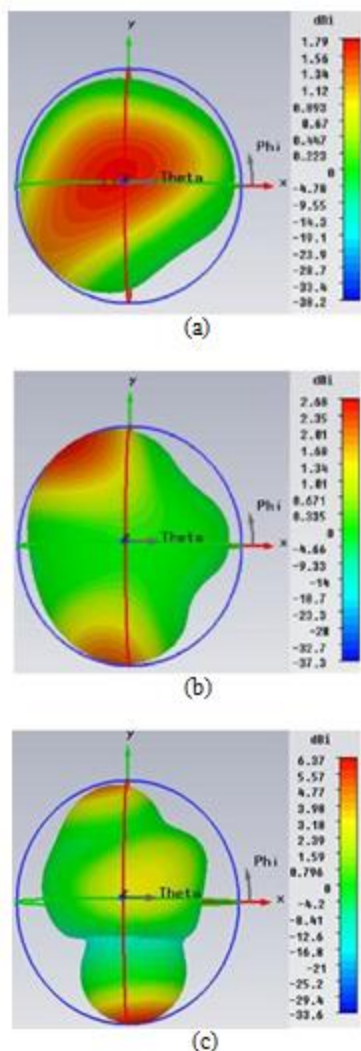 y
dBi
1.79
1.56
1.34
1.12
0.893
0.67
0.447
0.223
0
-4.78
-9.55
-14.3
-19.1
-23.9
-28.7
-33.4
-38.2
Phi
Theta
x
(a)
y
dBi
2.68
2.35
2.01
1.68
1.34
1.01
0.671
0.335
0
-4.66
-9.33
-14
-18.7
-23.3
-28
-32.7
-37.3
Phi
Theta
x
(b)
y
dBi
6.37
5.57
4.77
3.98
3.18
2.39
1.59
0.796
0
-4.2
-8.41
-12.6
-16.8
-21
-25.2
-29.4
-33.6
Phi
Theta
x
(c)